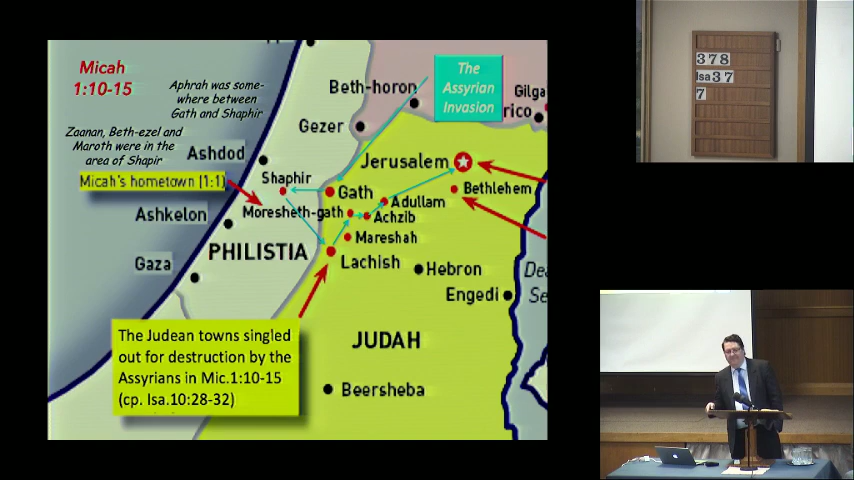 Micah
1:10-15
Aphrah was some-
where between
Gath and Shaphir
Zaanan, Beth-ezel and
Maroth were in the
area of Shapir
Micah's hometown (1:1)
The
Assyrian
Invasion
Beth-horon
Gilga
rico
Gezer
Ashdod
Jerusalem
Shaphir
Gath
Bethlehem
Adullam
Moresheth-gath
Achzib
Ashkelon
Mareshah
PHILISTIA
Lachish
Gaza
Hebron
De
Se
Engedi
The Judean towns singled
out for destruction by the
Assyrians in Mic.1:10-15
(cp. Isa.10:28-32)
JUDAH
Beersheba
378
Isa37
7